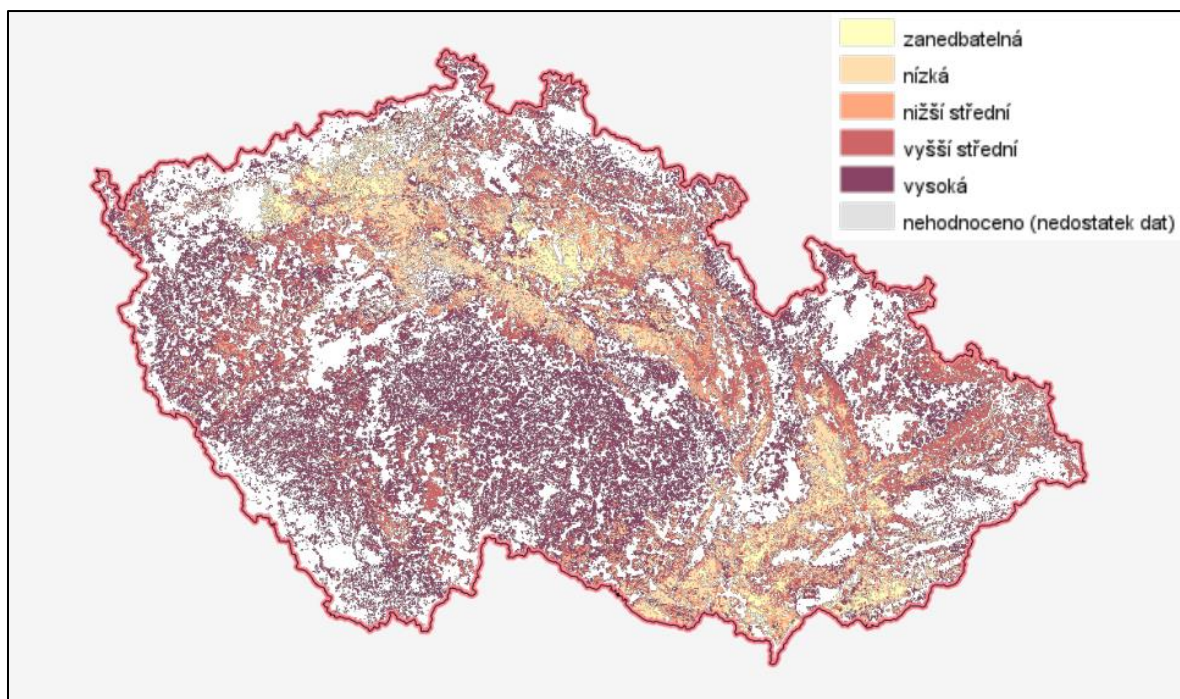 zanedbatelná
nízká
nižší střední
vyšší střední
vysoká
nehodnoceno (nedostatek dat)